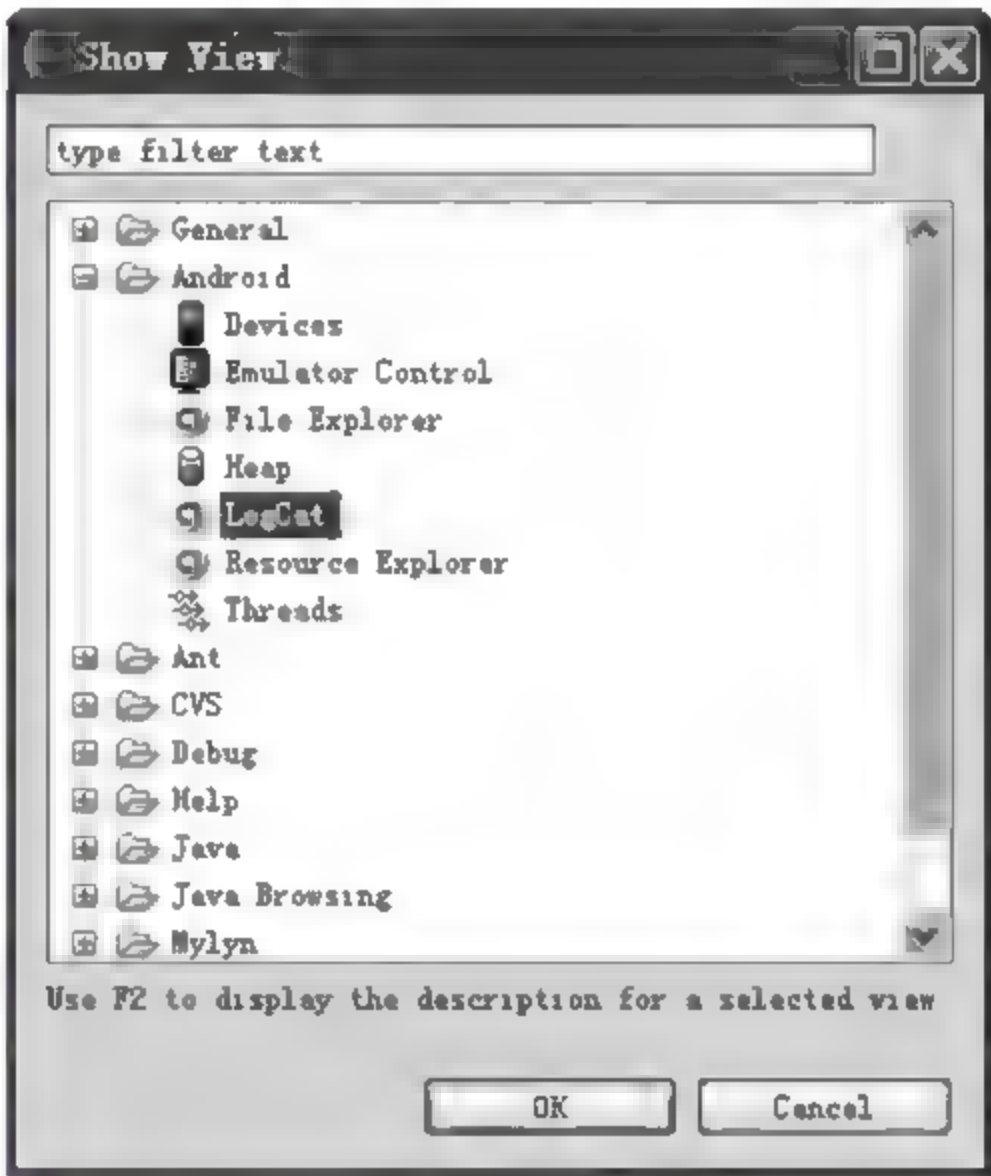 Show View
type filter text
General
Android
Devices
Emulator Control
File Explorer
Heap
LogCat
Resource Explorer
Threads
Ant
CVS
Debug
Help
Java
Java Browsing
Mylyn
Use F2 to display the description for a selected view
OK
Cancel